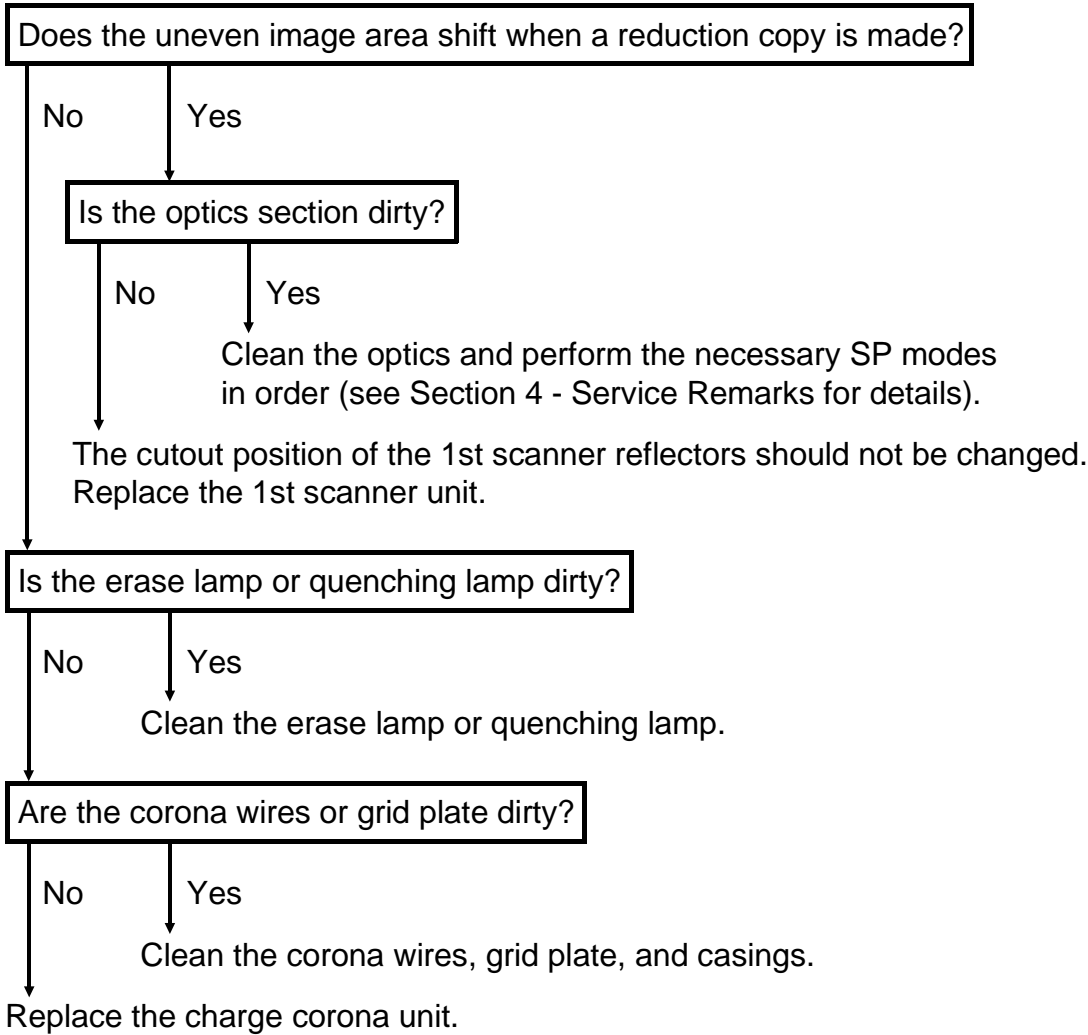 Does the uneven image area shift when a reduction copy is made?
No
Yes
Is the optics section dirty?
No
Yes
Clean the optics and perform the necessary SP modes
in order (see Section 4 - Service Remarks for details).
The cutout position of the 1st scanner reflectors should not be changed.
Replace the 1st scanner unit.
Is the erase lamp or quenching lamp dirty?
No
Yes
Clean the erase lamp or quenching lamp.
Are the corona wires or grid plate dirty?
No
Yes
Clean the corona wires, grid plate, and casings.
Replace the charge corona unit.